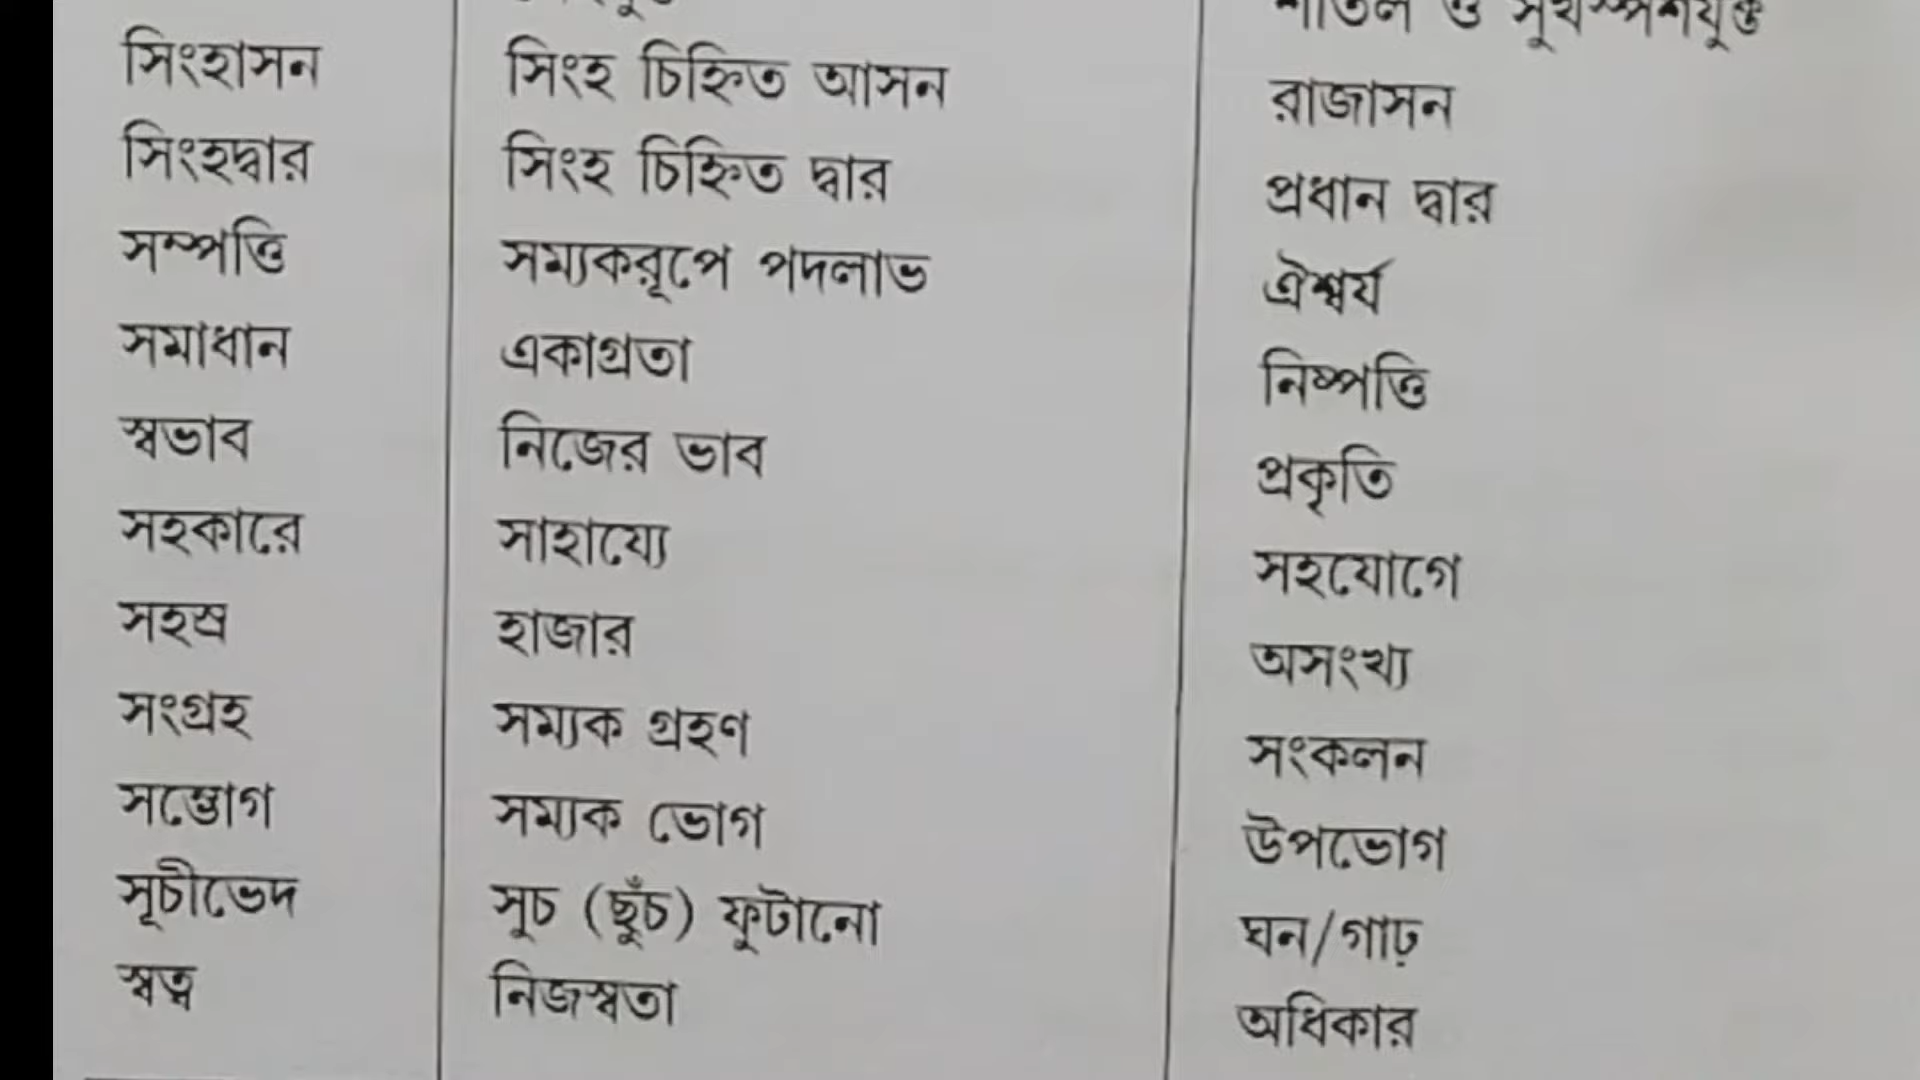 সিংহাসন সিংহ চিহ্নিত আসন রাজাসন
সিংহদ্বার সিংহ চিহ্নিত দ্বার প্রধান দ্বার
সম্পত্তি সম্যকরূপে পদলাভ ঐশ্বর্য
সমাধান একাগ্রতা নিষ্পত্তি
স্বভাব নিজের ভাব প্রকৃতি
সহকারে সাহায্যে সহযোগে
সহস্র হাজার অসংখ্য
সংগ্রহ সম্যক গ্রহণ সংকলন
সম্ভোগ সম্যক ভোগ উপভোগ
সূচীভেদ সুচ (ছুঁচ) ফুটানো ঘন/গাঢ়
স্বত্ব নিজস্বতা অধিকার